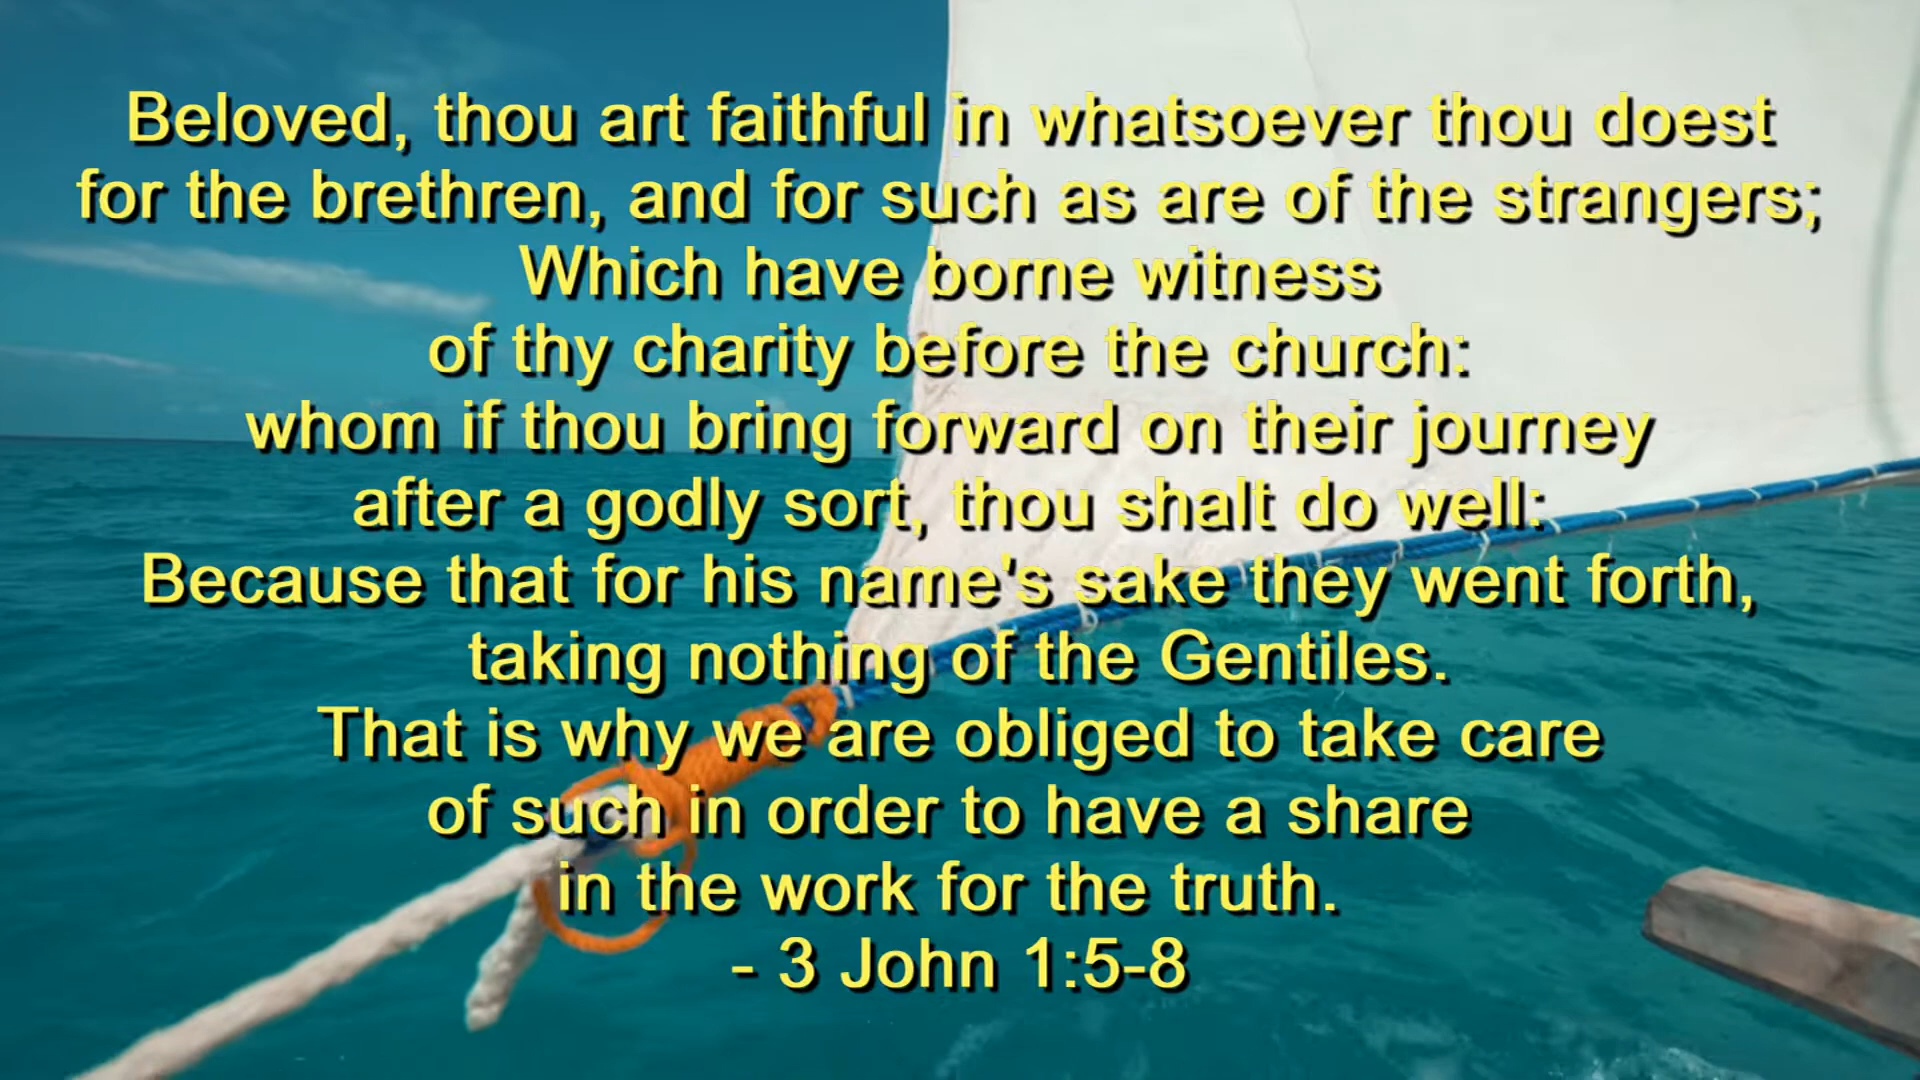 Beloved, thou art faithful in whatsoever thou doest
for the brethren, and for such as are of the strangers;
Which have borne witness
of thy charity before the church:
whom if thou bring forward on their journey
after a godly sort, thou shalt do well:
Because that for his name's sake they went forth,
taking nothing of the Gentiles.
That is why we are obliged to take care
of such in order to have a share
in the work for the truth.
- 3 John 1:5-8